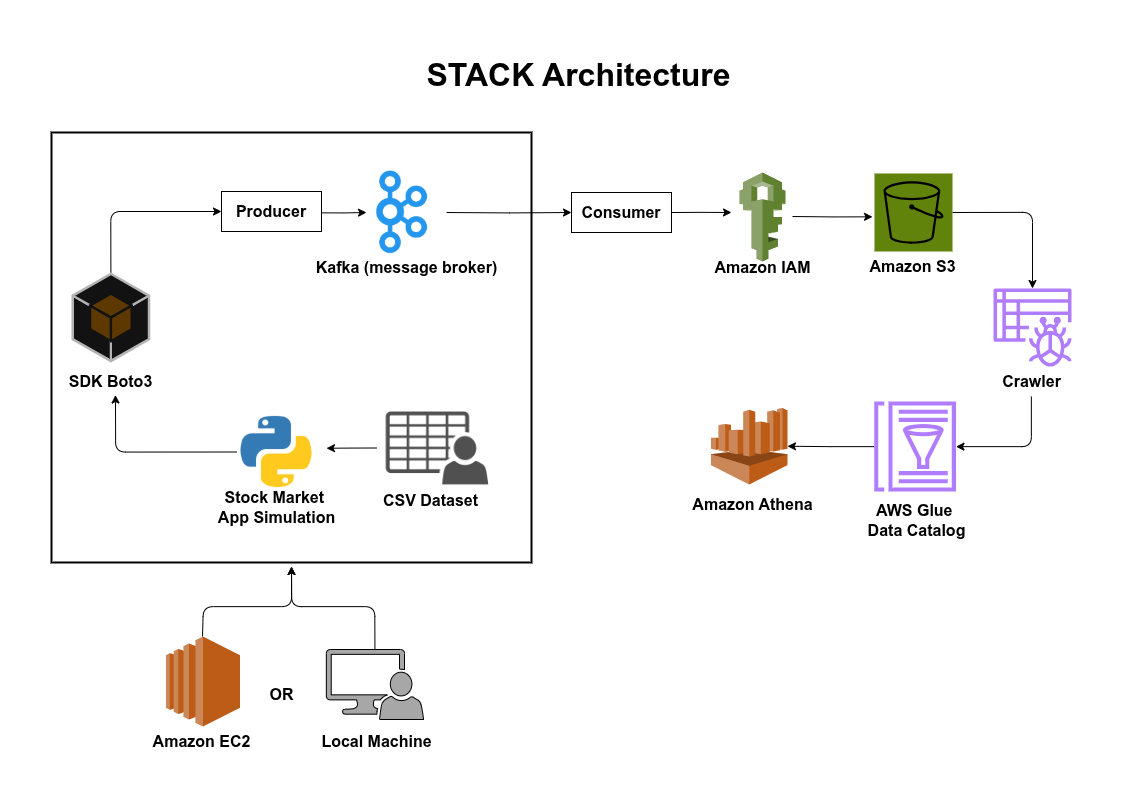 STACK Architecture
Producer
Kafka (message broker)
Consumer
Amazon IAM
Amazon S3
SDK Boto3
Crawler
Stock Market
App Simulation
CSV Dataset
Amazon Athena
AWS Glue
Data Catalog
OR
Amazon EC2
Local Machine